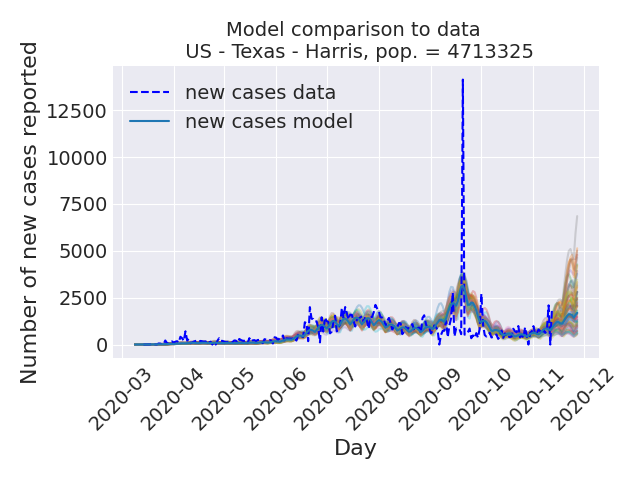 Model comparison to data
US - Texas - Harris, pop. = 4713325
Number of new cases reported
12500
10000
7500
5000
2500
0
new cases data
new cases model
2020-03
2020-04
2020-05
2020-06
2020-07
2020-08
2020-09
2020-10
2020-11
2020-12
Day